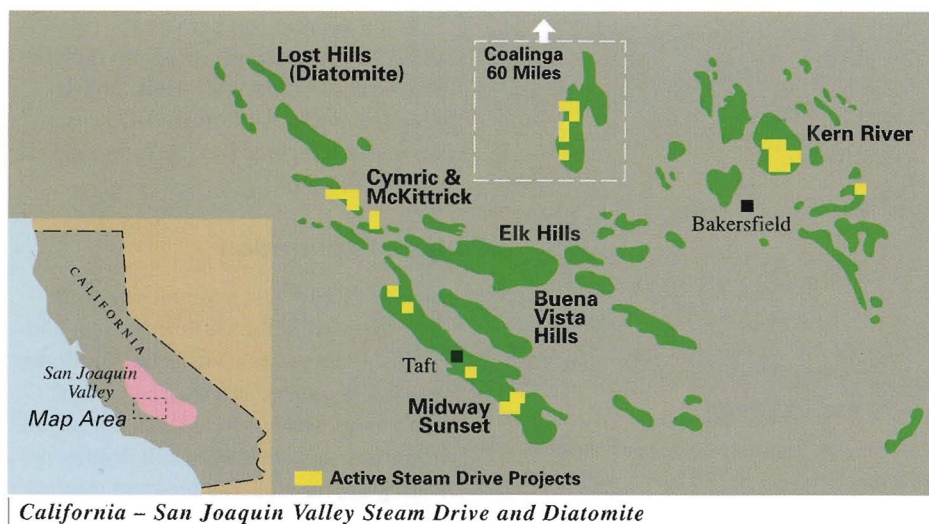 Lost Hills
(Diatomite)
Coalinga
60 Miles
Kern River
Cymric &
McKittrick
Bakersfield
Elk Hills
Buena
Vista
Hills
Taft
Midway
Sunset
CALIFORNIA
San Joaquin
Valley
Map Area
Active Steam Drive Projects
California – San Joaquin Valley Steam Drive and Diatomite